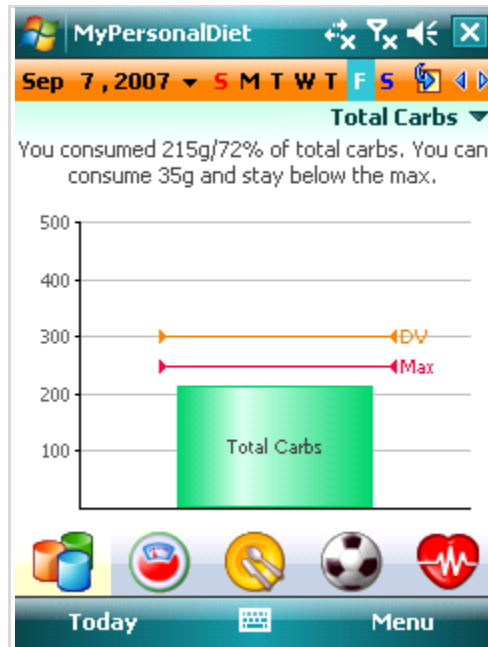 MyPersonalDiet
Sep 7, 2007 S M T W T F S
Total Carbs
You consumed 215g/72% of total carbs. You can
consume 35g and stay below the max.
500
400
300
DV
Max
200
100
Total Carbs
Today Menu